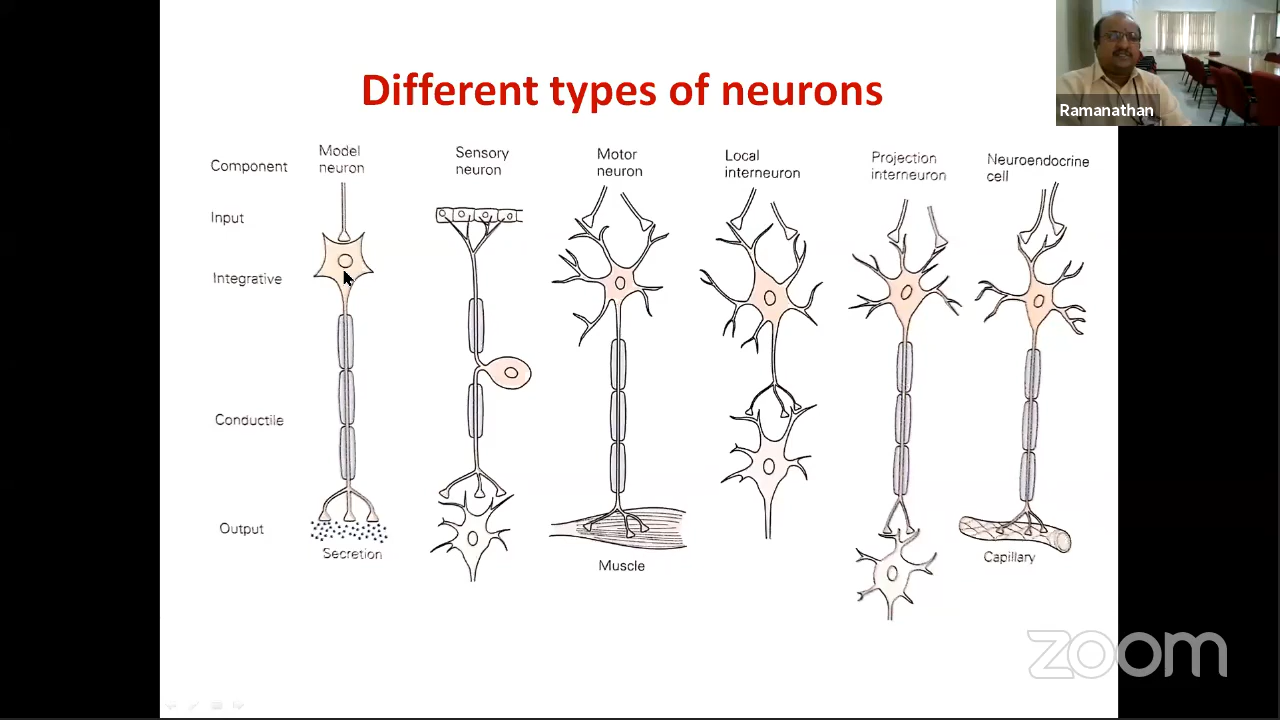 Different types of neurons
Ramanathan
Component
Model
neuron
Sensory
neuron
Motor
neuron
Local
interneuron
Projection
interneuron
Neuroendocrine
cell
Input
Integrative
Conductile
Output
Secretion
Muscle
Capillary
zoom